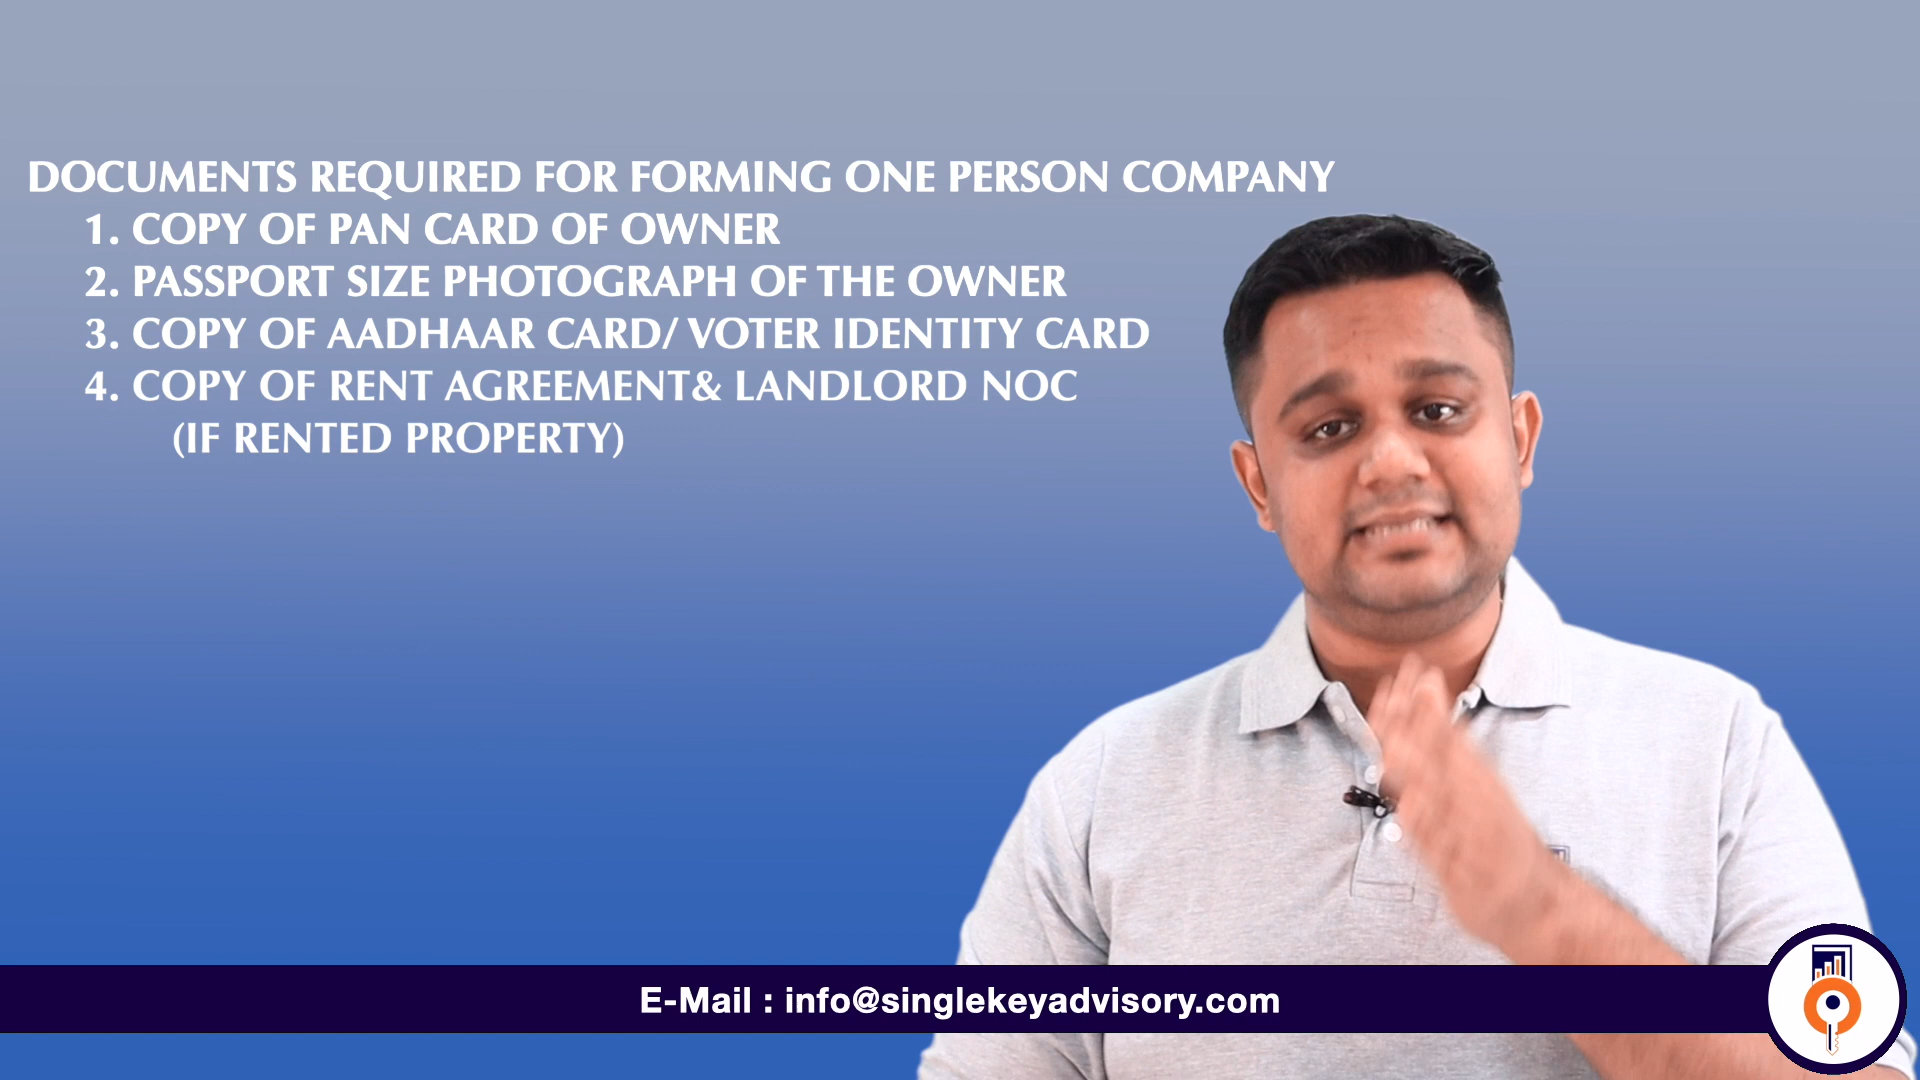 DOCUMENTS REQUIRED FOR FORMING ONE PERSON COMPANY
1. COPY OF PAN CARD OF OWNER
2. PASSPORT SIZE PHOTOGRAPH OF THE OWNER
3. COPY OF AADHAAR CARD/ VOTER IDENTITY CARD
4. COPY OF RENT AGREEMENT& LANDLORD NOC
(IF RENTED PROPERTY)
E-Mail : info@singlekeyadvisory.com